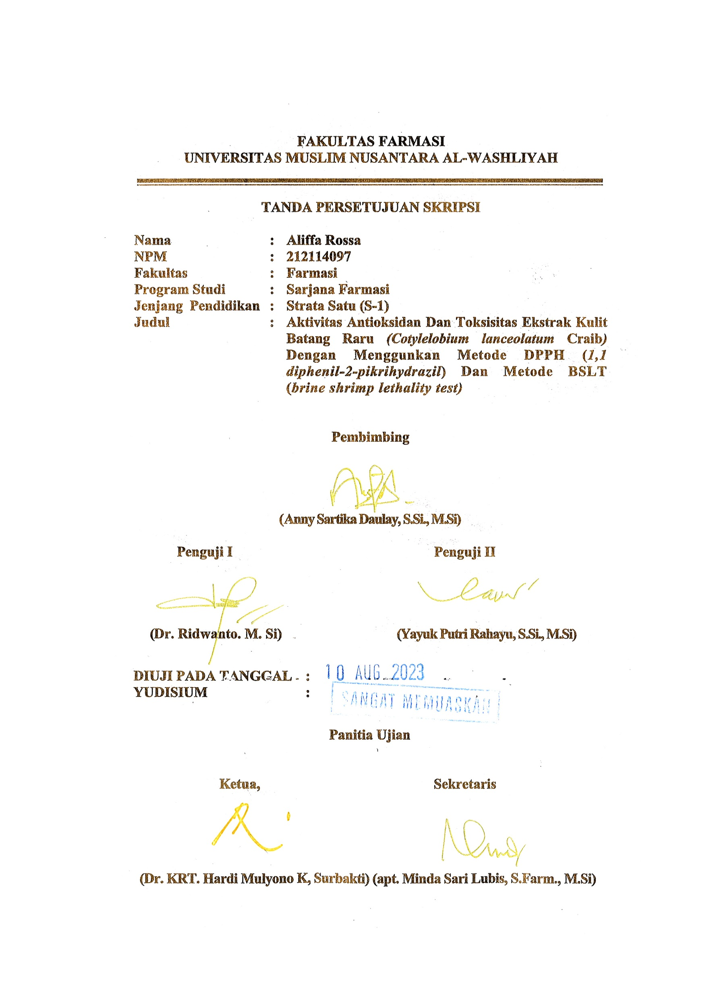 FAKULTAS FARMASI
UNIVERSITAS MUSLIM NUSANTARA AL-WASHLIYAH
TANDA PERSETUJUAN SKRIPSI
Nama : Aliffa Rossa
NPM : 212114097
Fakultas : Farmasi
Program Studi : Sarjana Farmasi
Jenjang Pendidikan : Strata Satu (S-1)
Judul : Aktivitas Antioksidan Dan Toksisitas Ekstrak Kulit
Batang Raru (Cotylelobium lanceolatum Craib)
Dengan Menggunkan Metode DPPH (1,1
diphenil-2-pikrihydrazil) Dan Metode BSLT
(brine shrimp lethality test)
Pembimbing
(Anny Sartika Daulay, S.Si., M.Si)
Penguji I Penguji II
(Dr. Ridwanto. M. Si) (Yayuk Putri Rahayu, S.Si., M.Si)
DIUJI PADA TANGGAL : 10 AUG 2023
YUDISIUM : SANGAT MEMUASKAN
Panitia Ujian
Ketua, Sekretaris
(Dr. KRT. Hardi Mulyono K, Surbakti) (apt. Minda Sari Lubis, S.Farm., M.Si)